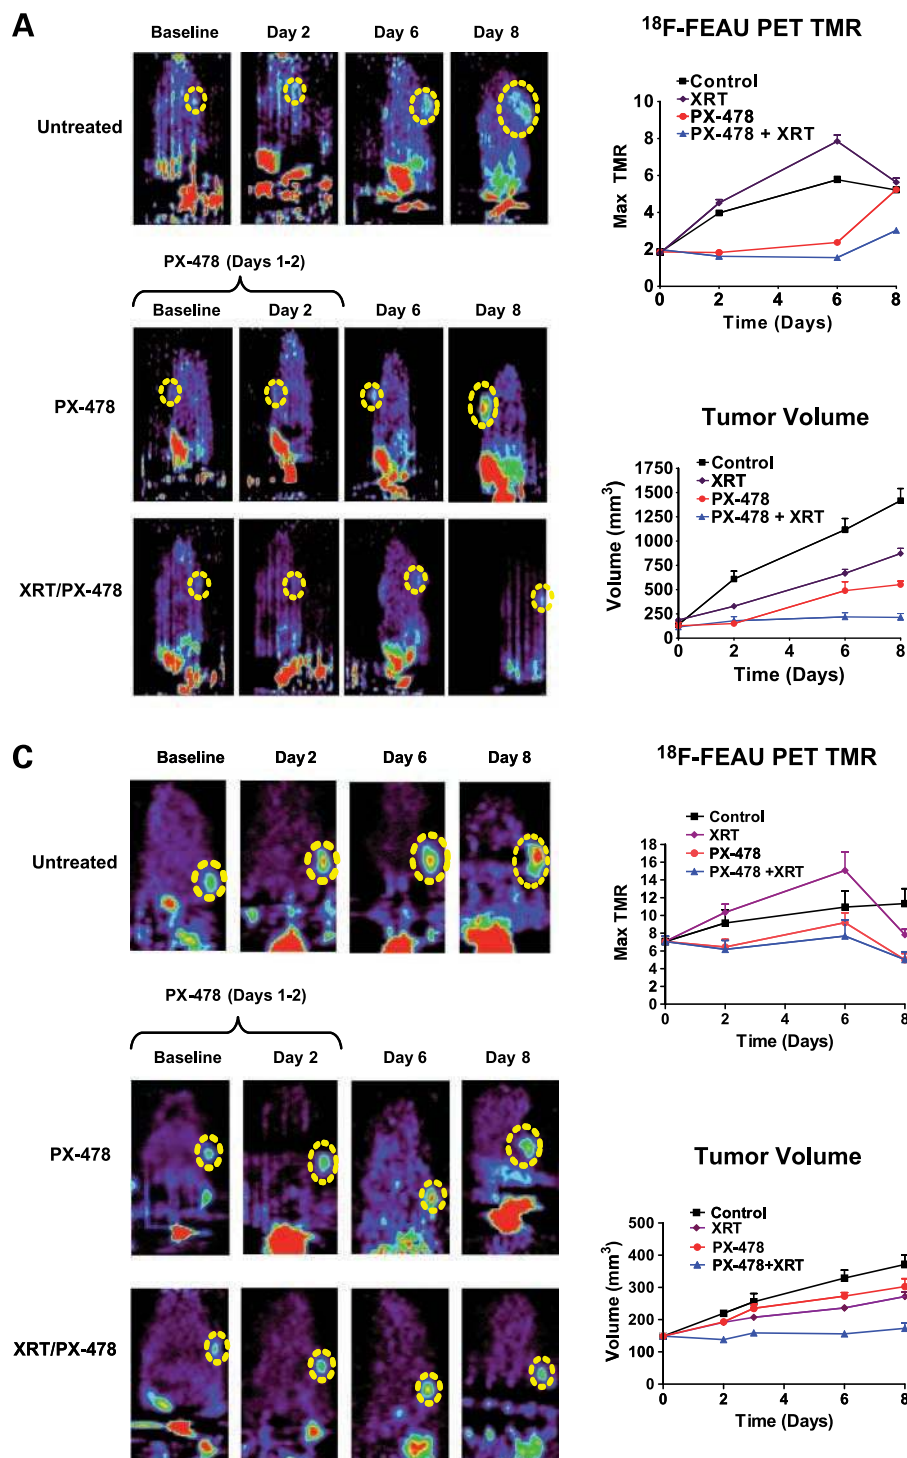 A
Baseline
Day 2
Day 6
Day 8
Untreated
PX-478 (Days 1-2)
Baseline
Day 2
Day 6
Day 8
PX-478
XRT/PX-478
18F-FEAU PET TMR
Control
XRT
PX-478
PX-478 + XRT
10
8
6
4
2
0
Max TMR
0
2
4
6
8
Time (Days)
Tumor Volume
Control
XRT
PX-478
PX-478 + XRT
1750
1500
1250
1000
750
500
250
0
Volume (mm3)
0
2
4
6
8
Time (Days)
C
Baseline
Day2
Day 6
Day 8
Untreated
PX-478 (Days 1-2)
Baseline
Day 2
Day 6
Day 8
PX-478
XRT/PX-478
18F-FEAU PET TMR
Control
XRT
PX-478
PX-478 +XRT
18
16
14
12
10
8
6
4
2
0
Max TMR
0
2
4
6
8
Time (Days)
Tumor Volume
Control
XRT
PX-478
PX-478+XRT
500
400
300
200
100
0
Volume (mm3)
0
2
4
6
8
Time (Days)